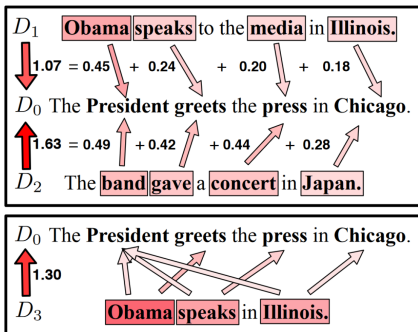 D₁ Obama speaks to the media in Illinois.
1.07 = 0.45 + 0.24 + 0.20 + 0.18
D₀ The President greets the press in Chicago.
1.63 = 0.49 + 0.42 + 0.44 + 0.28
D₂ The band gave a concert in Japan.
D₀ The President greets the press in Chicago.
1.30
D₃ Obama speaks in Illinois.